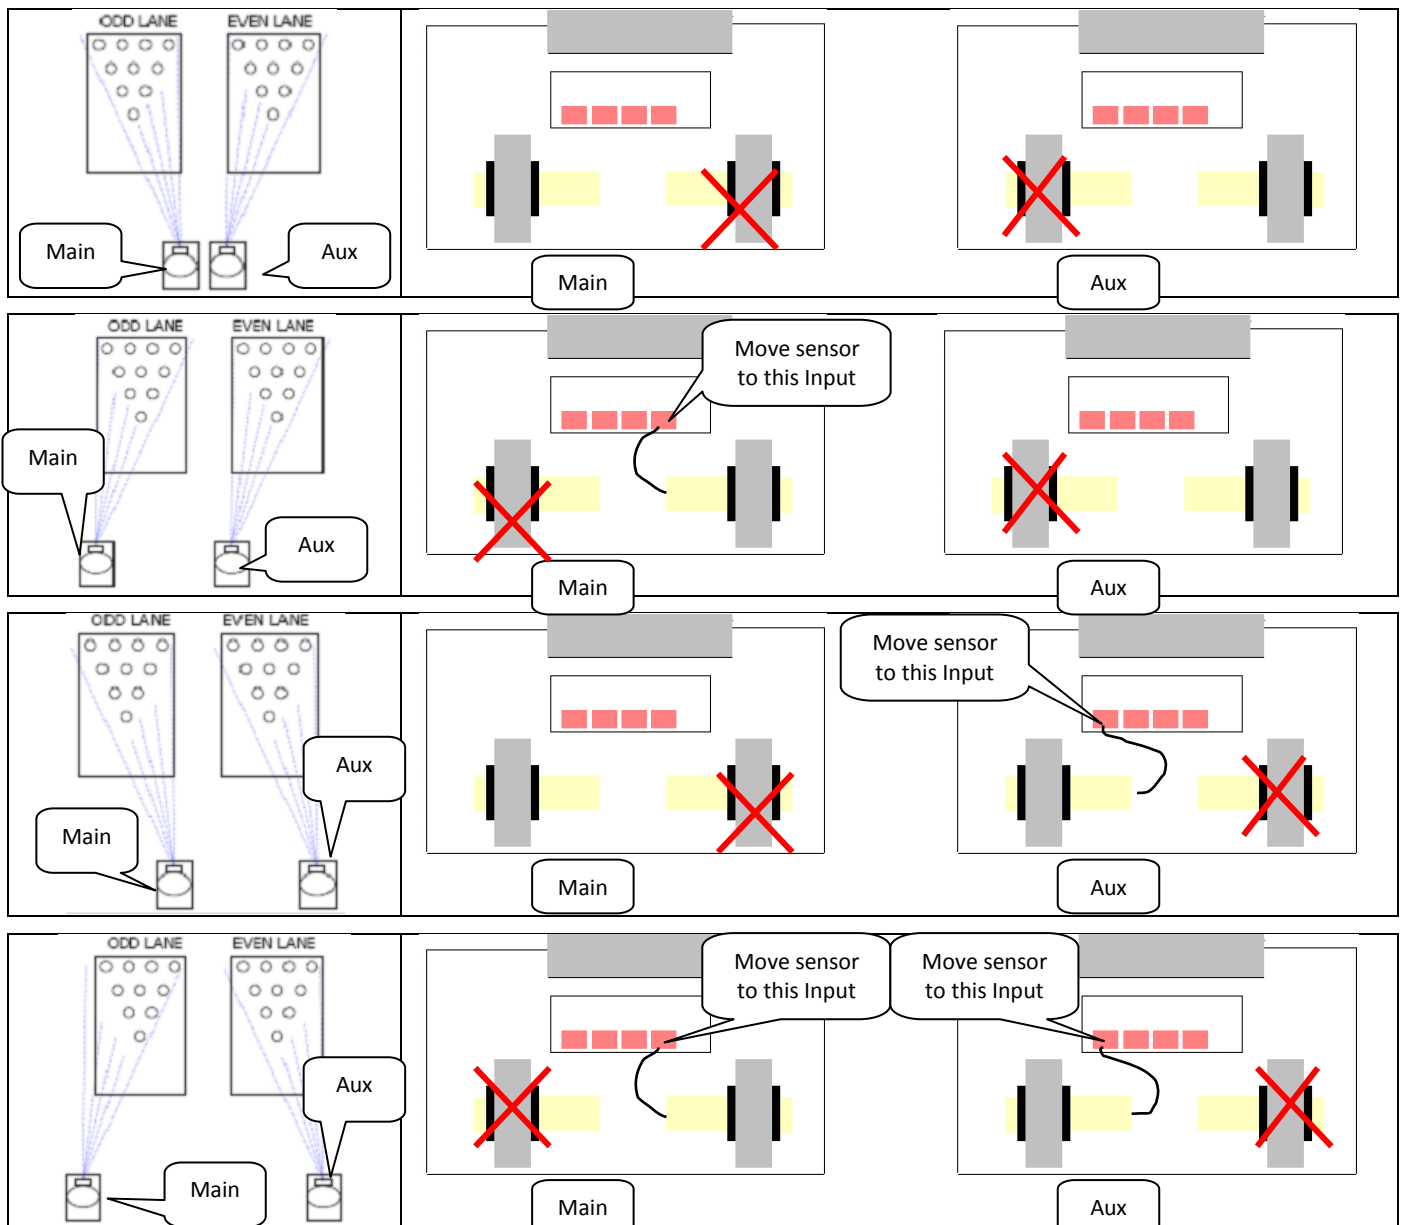 ODD LANE EVEN LANE
Main
Aux
Main
Aux
ODD LANE EVEN LANE
Main
Aux
Move sensor
to this Input
Main
Aux
ODD LANE EVEN LANE
Aux
Main
Move sensor
to this Input
Main
Aux
ODD LANE EVEN LANE
Aux
Main
Move sensor
to this Input
Move sensor
to this Input
Main
Aux